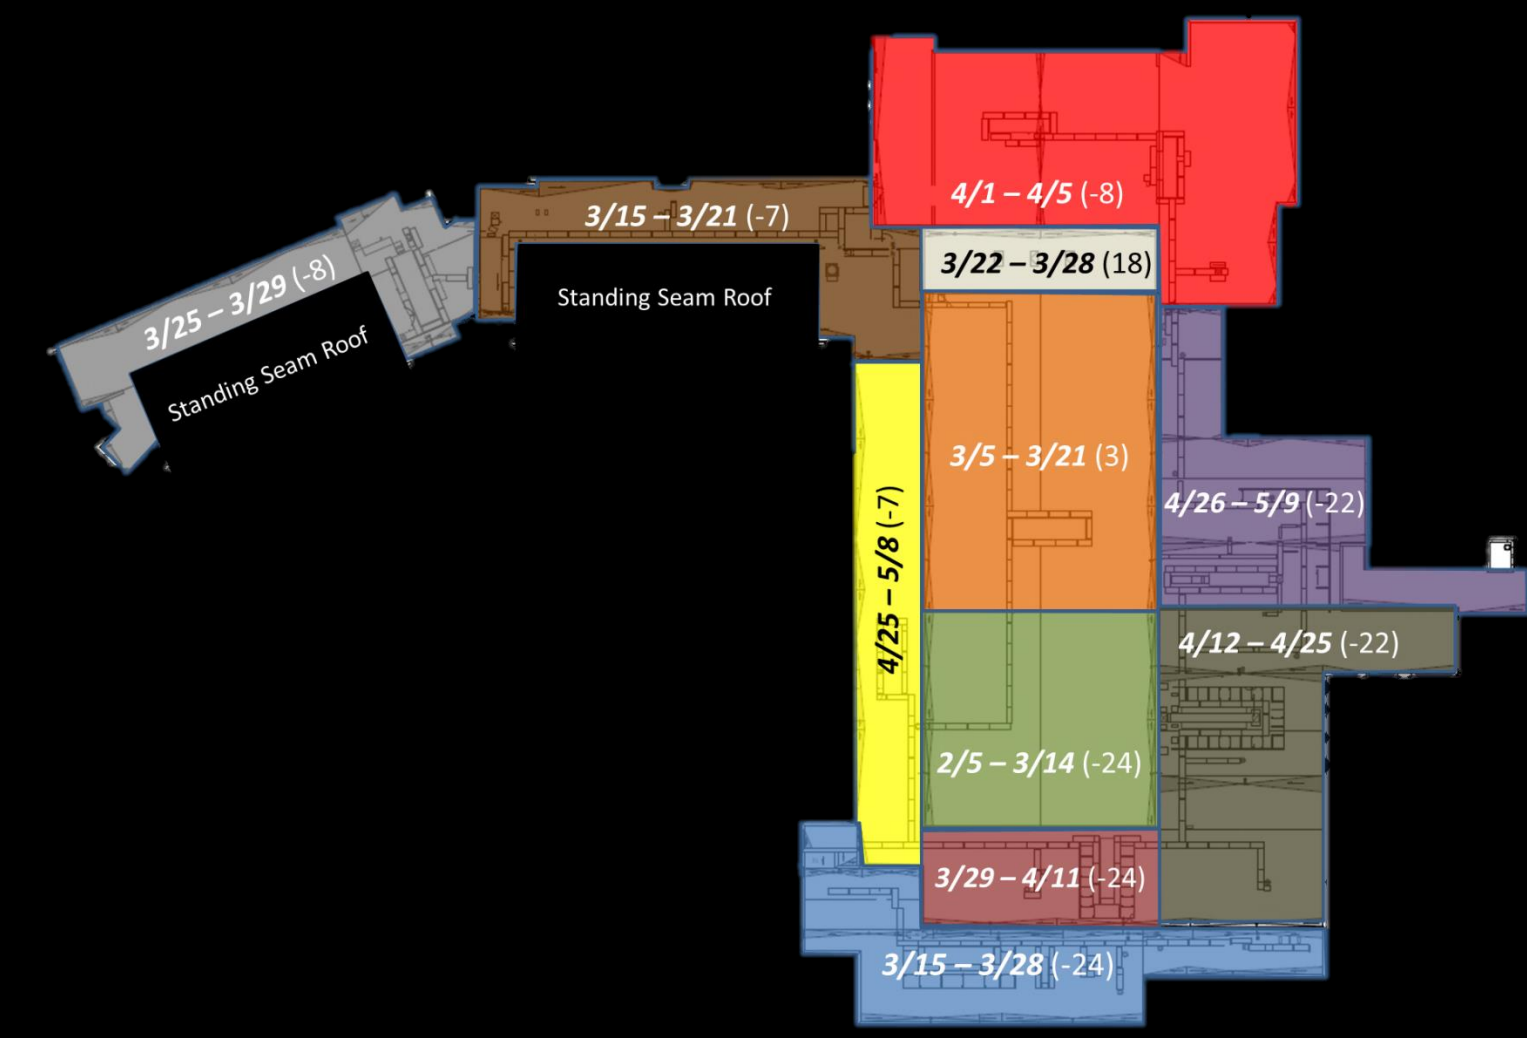 4/1 – 4/5 (-8)
3/15 – 3/21 (-7)
3/22 – 3/28 (18)
3/25 – 3/29 (-8)
Standing Seam Roof
Standing Seam Roof
3/5 – 3/21 (3)
4/26 – 5/9 (-22)
4/25 – 5/8 (-7)
4/12 – 4/25 (-22)
2/5 – 3/14 (-24)
3/29 – 4/11 (-24)
3/15 – 3/28 (-24)